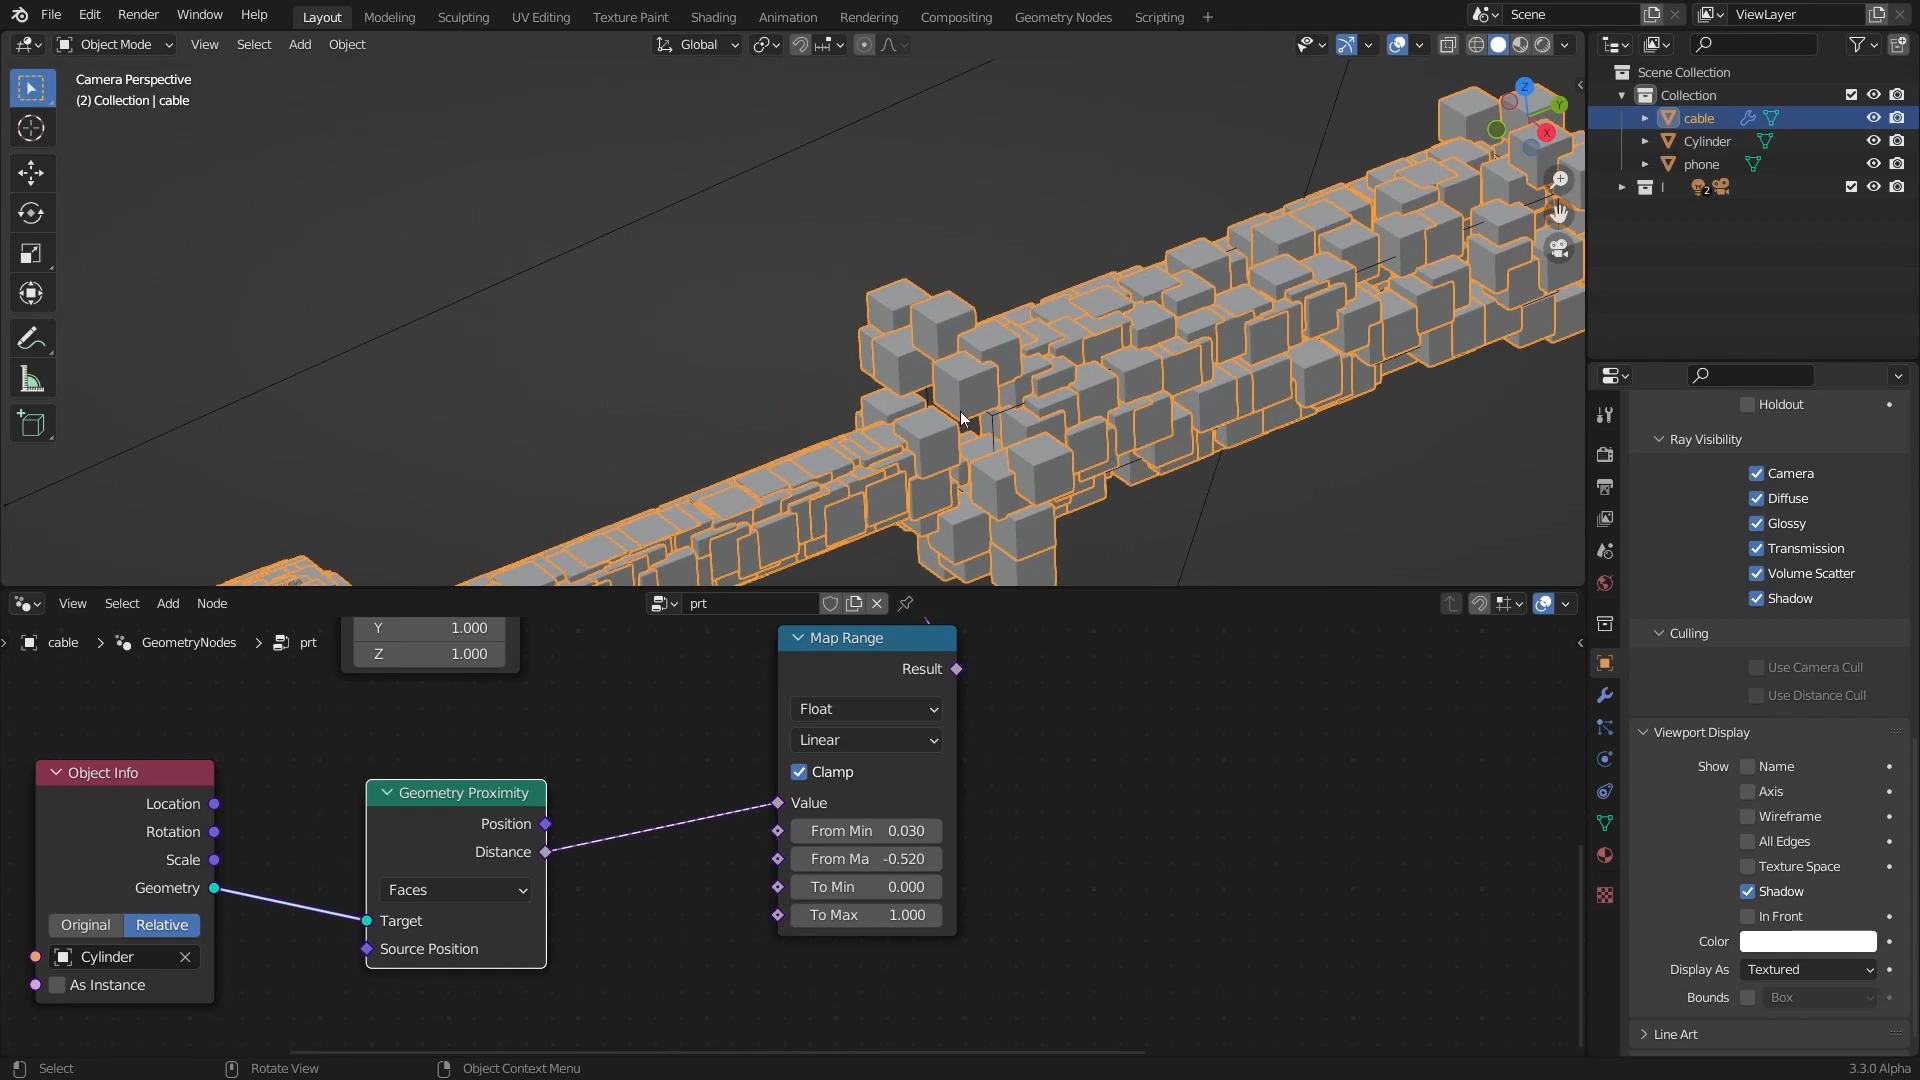 File Edit Render Window Help Layout Modeling Sculpting UV Editing Texture Paint Shading Animation Rendering Compositing Geometry Nodes Scripting + Scene ViewLayer
Object Mode View Select Add Object Global
Camera Perspective
(2) Collection | cable
Z
Y
X
Scene Collection
Collection
cable
Cylinder
phone
l 2
Holdout
Ray Visibility
Camera
Diffuse
Glossy
Transmission
Volume Scatter
Shadow
Culling
Use Camera Cull
Use Distance Cull
Viewport Display
Show Name
Axis
Wireframe
All Edges
Texture Space
Shadow
In Front
Color
Display As Textured
Bounds Box
Line Art
View Select Add Node prt
cable > GeometryNodes > prt
Y 1.000
Z 1.000
Object Info
Location
Rotation
Scale
Geometry
Original Relative
Cylinder
As Instance
Geometry Proximity
Position
Distance
Faces
Target
Source Position
Map Range
Result
Float
Linear
Clamp
Value
From Min 0.030
From Ma -0.520
To Min 0.000
To Max 1.000
Select Rotate View Object Context Menu 3.3.0 Alpha